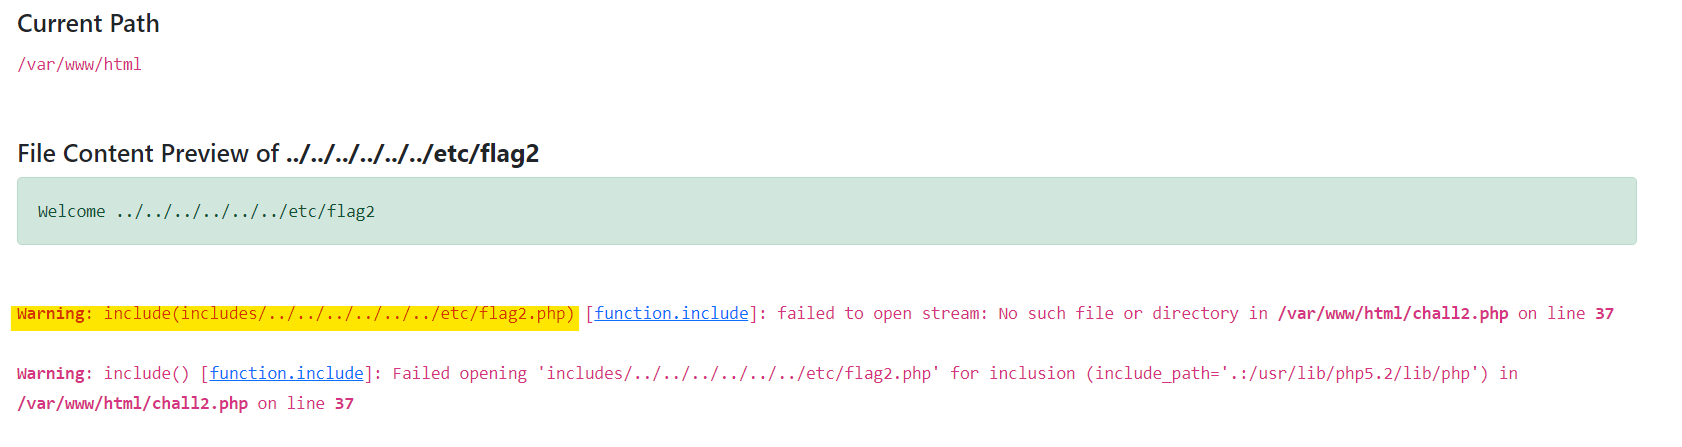 Current Path
/var/www/html
File Content Preview of ../../../../../../etc/flag2
Welcome ../../../../../../etc/flag2
Warning: include(includes/../../../../../../etc/flag2.php) [function.include]: failed to open stream: No such file or directory in /var/www/html/chall2.php on line 37
Warning: include() [function.include]: Failed opening 'includes/../../../../../../etc/flag2.php' for inclusion (include_path='.:/usr/lib/php5.2/lib/php') in
/var/www/html/chall2.php on line 37